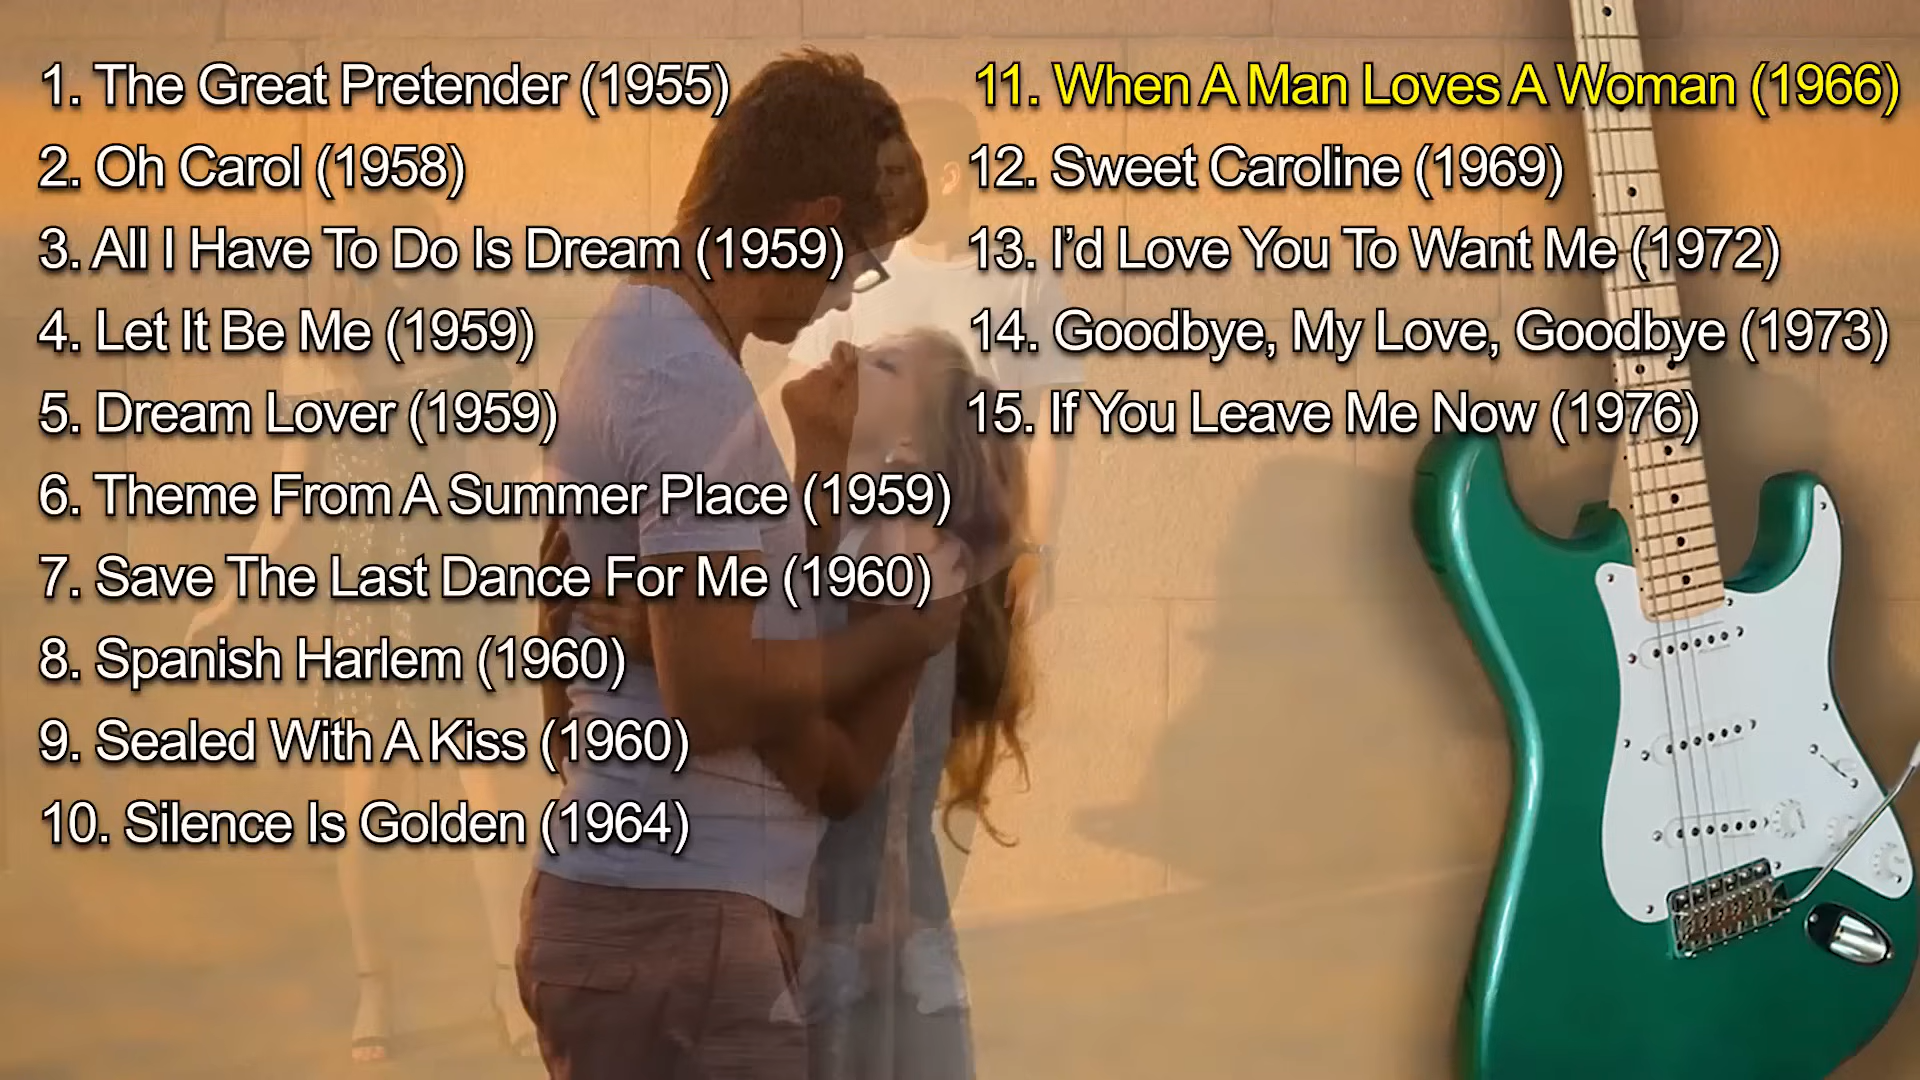 1. The Great Pretender (1955)
2. Oh Carol (1958)
3. All I Have To Do Is Dream (1959)
4. Let It Be Me (1959)
5. Dream Lover (1959)
6. Theme From A Summer Place (1959)
7. Save The Last Dance For Me (1960)
8. Spanish Harlem (1960)
9. Sealed With A Kiss (1960)
10. Silence Is Golden (1964)
11. When A Man Loves A Woman (1966)
12. Sweet Caroline (1969)
13. I’d Love You To Want Me (1972)
14. Goodbye, My Love, Goodbye (1973)
15. If You Leave Me Now (1976)